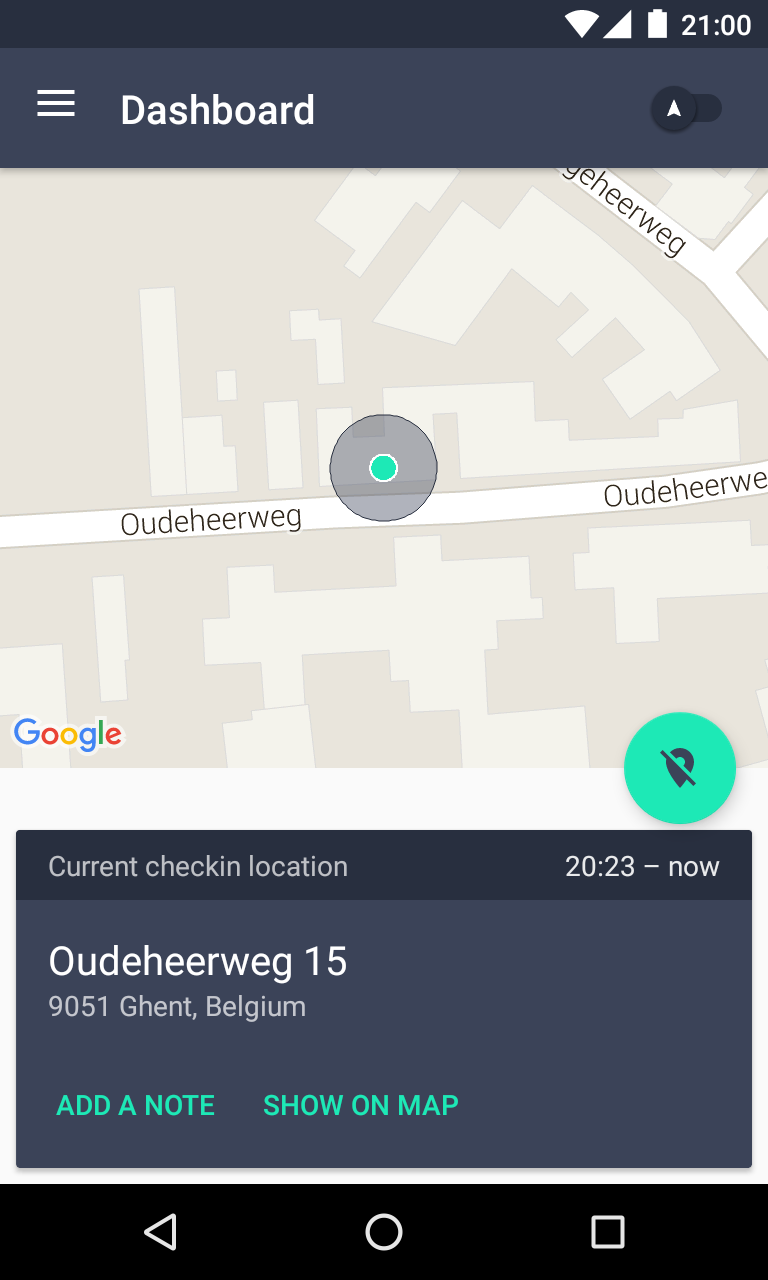 21:00
Dashboard
geheerweg
Oudeheerwe
Oudeheerweg
Google
Current checkin location 20:23 – now
Oudeheerweg 15
9051 Ghent, Belgium
ADD A NOTE SHOW ON MAP